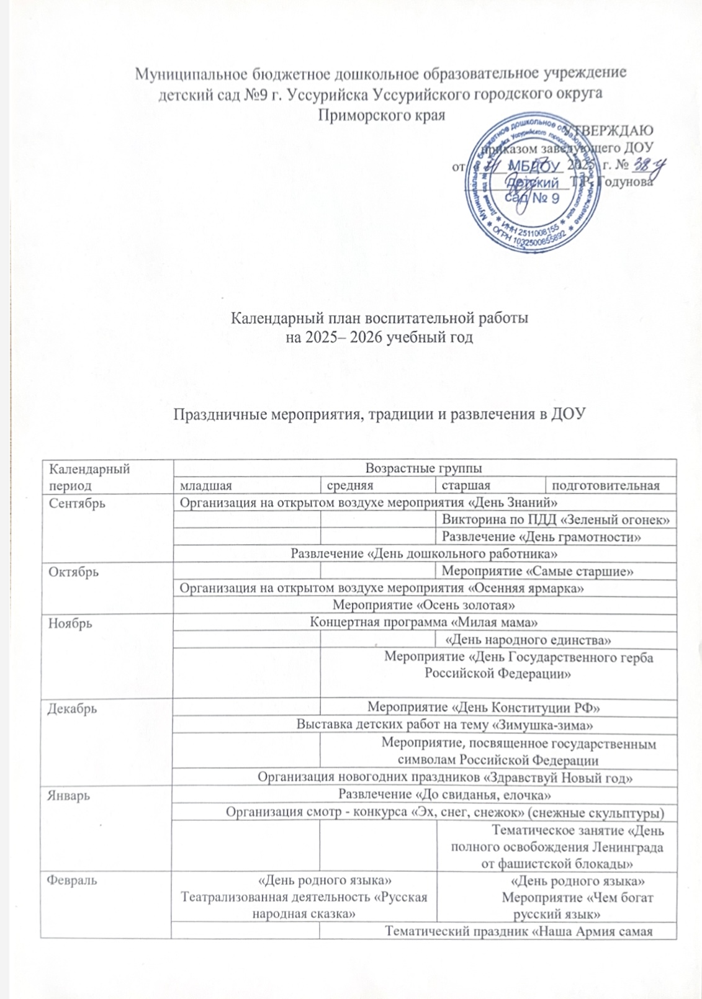 Муниципальное бюджетное дошкольное образовательное учреждение
детский сад №9 г. Уссурийска Уссурийского городского округа
Приморского края
УТВЕРЖДАЮ
приказом заведующего ДОУ
от 2025 г. № 38
Т.Р. Годунова
МБДОУ
Детский
сад № 9
Муниципальное бюджетное дошкольное образовательное учреждение
ИНН 2511008155
ОГРН 1032500655892
Календарный план воспитательной работы
на 2025– 2026 учебный год
Праздничные мероприятия, традиции и развлечения в ДОУ
Календарный период
Возрастные группы
младшая средняя старшая подготовительная
Сентябрь
Организация на открытом воздухе мероприятия «День Знаний»
Викторина по ПДД «Зеленый огонек»
Развлечение «День грамотности»
Развлечение «День дошкольного работника»
Октябрь
Мероприятие «Самые старшие»
Организация на открытом воздухе мероприятия «Осенняя ярмарка»
Мероприятие «Осень золотая»
Ноябрь
Концертная программа «Милая мама»
«День народного единства»
Мероприятие «День Государственного герба
Российской Федерации»
Декабрь
Мероприятие «День Конституции РФ»
Выставка детских работ на тему «Зимушка-зима»
Мероприятие, посвященное государственным
символам Российской Федерации
Организация новогодних праздников «Здравствуй Новый год»
Январь
Развлечение «До свиданья, елочка»
Организация смотр - конкурса «Эх, снег, снежок» (снежные скульптуры)
Тематическое занятие «День
полного освобождения Ленинграда
от фашистской блокады»
Февраль
«День родного языка»
Театрализованная деятельность «Русская
народная сказка»
«День родного языка»
Мероприятие «Чем богат
русский язык»
Тематический праздник «Наша Армия самая